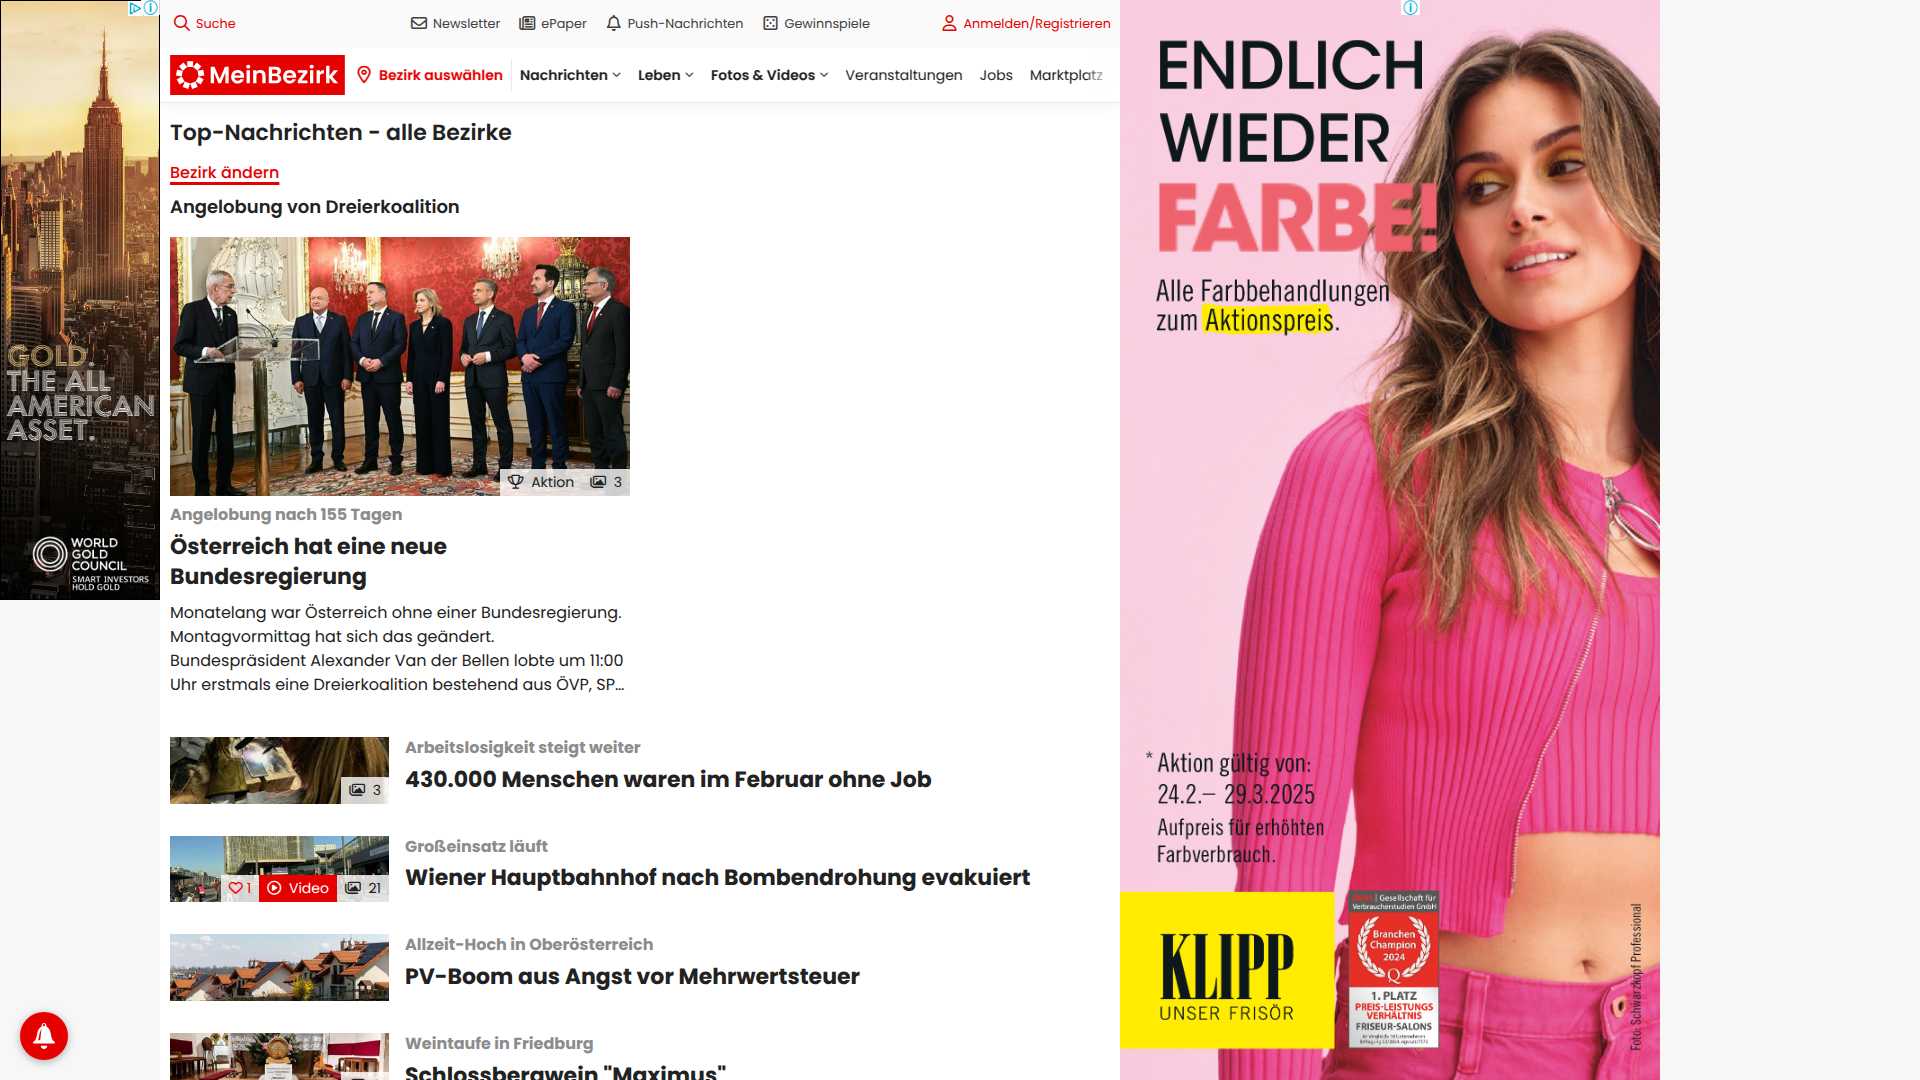 Suche
Newsletter
ePaper
Push-Nachrichten
Gewinnspiele
Anmelden/Registrieren
MeinBezirk
Bezirk auswählen
Nachrichten
Leben
Fotos & Videos
Veranstaltungen
Jobs
Marktplatz
Top-Nachrichten - alle Bezirke
Bezirk ändern
Angelobung von Dreierkoalition
Aktion
3
Angelobung nach 155 Tagen
Österreich hat eine neue
Bundesregierung
Monatelang war Österreich ohne einer Bundesregierung.
Montagvormittag hat sich das geändert.
Bundespräsident Alexander Van der Bellen lobte um 11:00
Uhr erstmals eine Dreierkoalition bestehend aus ÖVP, SP...
3
Arbeitslosigkeit steigt weiter
430.000 Menschen waren im Februar ohne Job
1
Video
21
Großeinsatz läuft
Wiener Hauptbahnhof nach Bombendrohung evakuiert
Allzeit-Hoch in Oberösterreich
PV-Boom aus Angst vor Mehrwertsteuer
Weintaufe in Friedburg
Schlossbergwein "Maximus"
GOLD.
THE ALL
AMERICAN
ASSET.
WORLD
GOLD
COUNCIL
SMART INVESTORS
HOLD GOLD
ENDLICH
WIEDER
FARBE!
Alle Farbbehandlungen
zum Aktionspreis.
* Aktion gültig von:
24.2.– 29.3.2025
Aufpreis für erhöhten
Farbverbrauch.
KLIPP
UNSER FRISÖR
Gesellschaft für
Verbraucherstudien GmbH
Branchen
Champion
2024
Q
1. PLATZ
PREIS-LEISTUNGS
VERHÄLTNIS
FRISEUR-SALONS
Foto: Schwarzkopf Professional